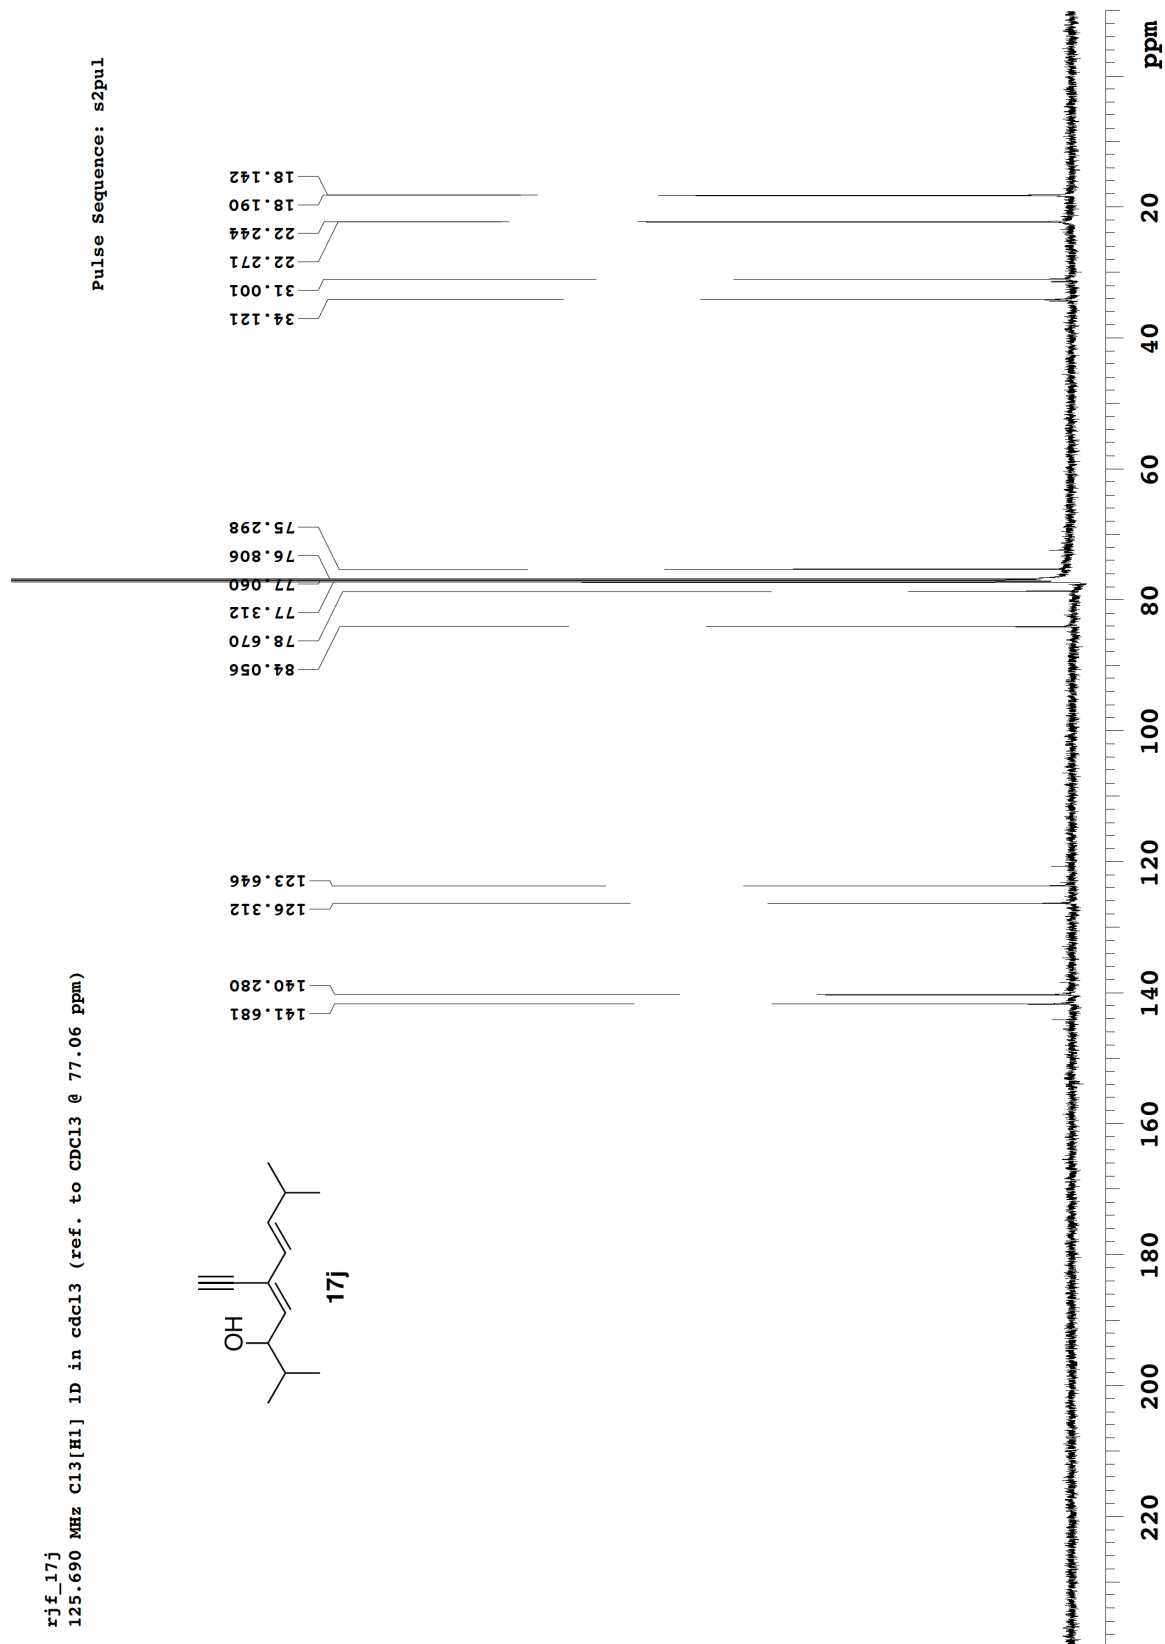 rjf_17j
125.690 MHz C13[H1] 1D in cdcl3 (ref. to CDCl3 @ 77.06 ppm)
Pulse Sequence: s2pul
OH
17j
141.681
140.280
126.312
123.646
84.056
78.670
77.312
77.060
76.806
75.298
34.121
31.001
22.271
22.244
18.190
18.142
220 200 180 160 140 120 100 80 60 40 20 ppm